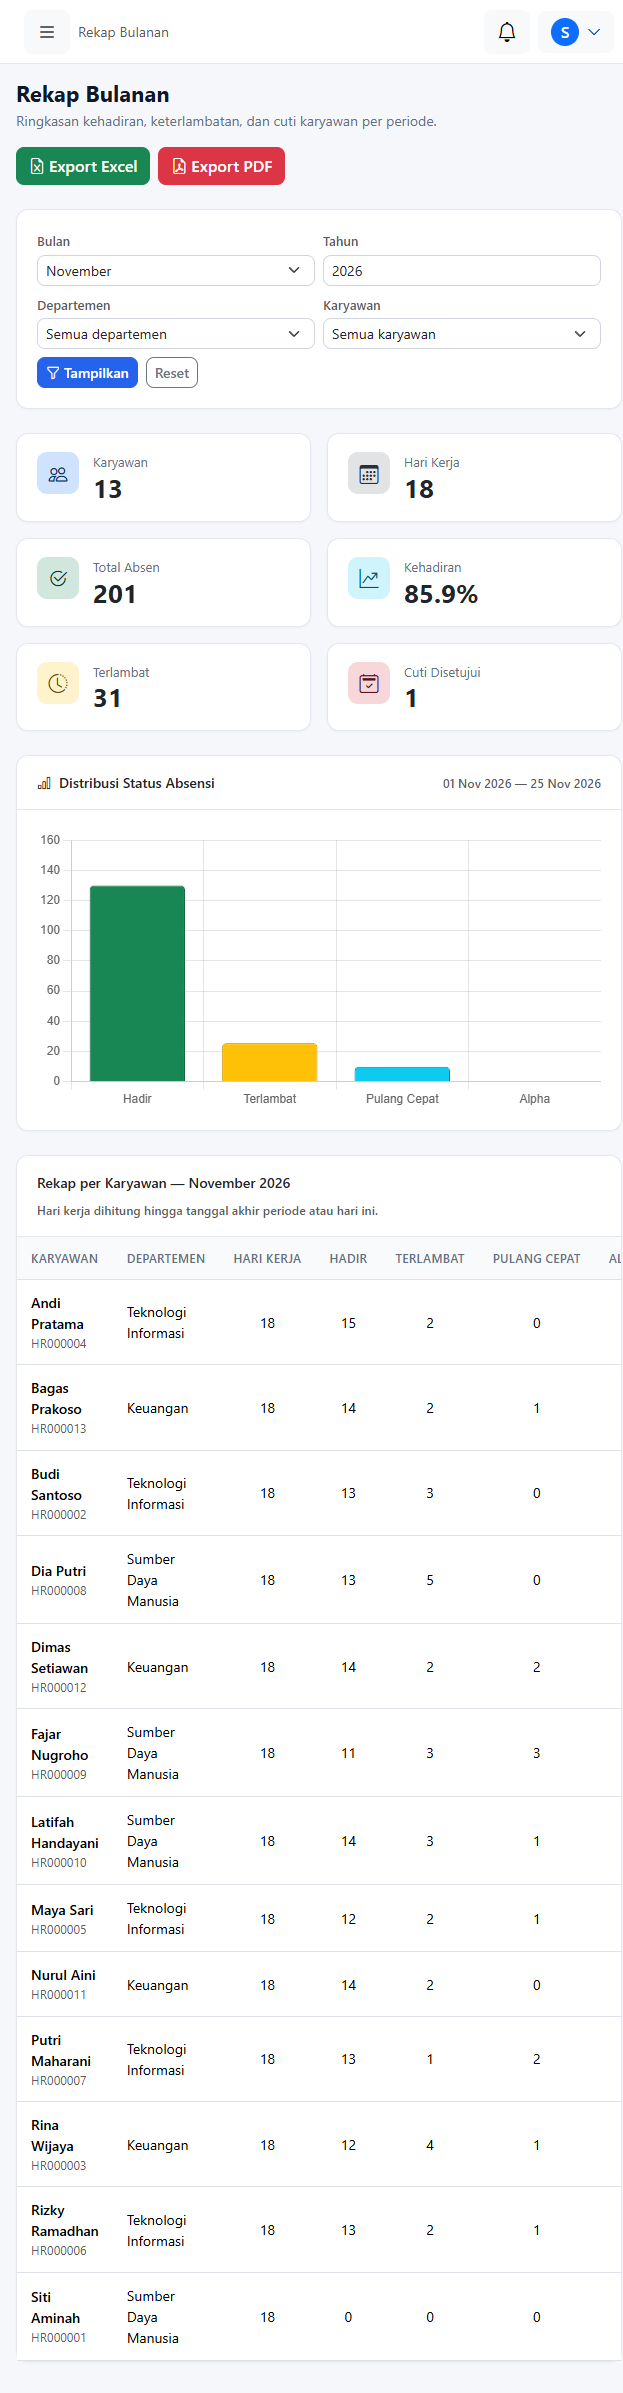 Rekap Bulanan
S
Rekap Bulanan
Ringkasan kehadiran, keterlambatan, dan cuti karyawan per periode.
Export Excel
Export PDF
Bulan
Tahun
November
2026
Departemen
Karyawan
Semua departemen
Semua karyawan
Tampilkan
Reset
Karyawan
13
Hari Kerja
18
Total Absen
201
Kehadiran
85.9%
Terlambat
31
Cuti Disetujui
1
Distribusi Status Absensi
01 Nov 2026 — 25 Nov 2026
160
140
120
100
80
60
40
20
0
Hadir
Terlambat
Pulang Cepat
Alpha
Rekap per Karyawan — November 2026
Hari kerja dihitung hingga tanggal akhir periode atau hari ini.
KARYAWAN DEPARTEMEN HARI KERJA HADIR TERLAMBAT PULANG CEPAT AL
Andi
Pratama
HR000004
Teknologi
Informasi
18 15 2 0
Bagas
Prakoso
HR000013
Keuangan
18 14 2 1
Budi
Santoso
HR000002
Teknologi
Informasi
18 13 3 0
Dia Putri
HR000008
Sumber
Daya
Manusia
18 13 5 0
Dimas
Setiawan
HR000012
Keuangan
18 14 2 2
Fajar
Nugroho
HR000009
Sumber
Daya
Manusia
18 11 3 3
Latifah
Handayani
HR000010
Sumber
Daya
Manusia
18 14 3 1
Maya Sari
HR000005
Teknologi
Informasi
18 12 2 1
Nurul Aini
HR000011
Keuangan
18 14 2 0
Putri
Maharani
HR000007
Teknologi
Informasi
18 13 1 2
Rina
Wijaya
HR000003
Keuangan
18 12 4 1
Rizky
Ramadhan
HR000006
Teknologi
Informasi
18 13 2 1
Siti
Aminah
HR000001
Sumber
Daya
Manusia
18 0 0 0